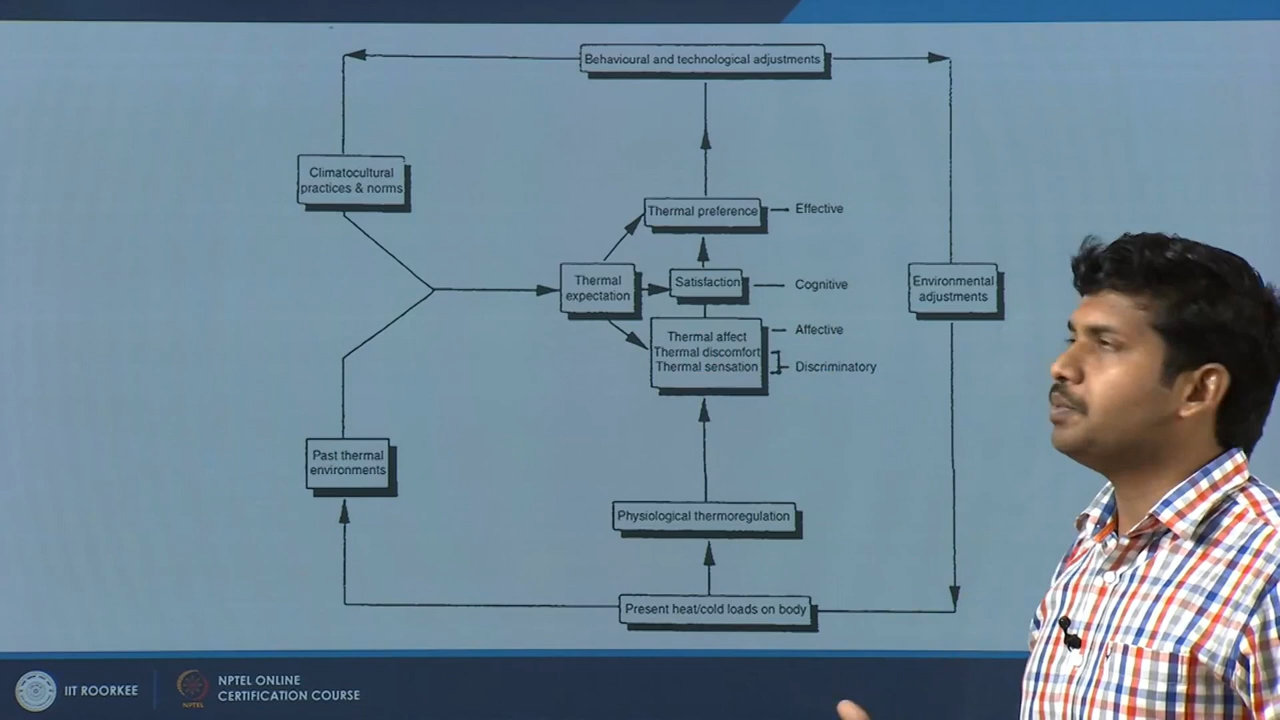 Behavioural and technological adjustments
Climatocultural
practices & norms
Thermal preference
Effective
Thermal
expectation
Satisfaction
Cognitive
Environmental
adjustments
Thermal affect
Thermal discomfort
Thermal sensation
Affective
Discriminatory
Past thermal
environments
Physiological thermoregulation
Present heat/cold loads on body
IIT ROORKEE
NPTEL
NPTEL ONLINE
CERTIFICATION COURSE